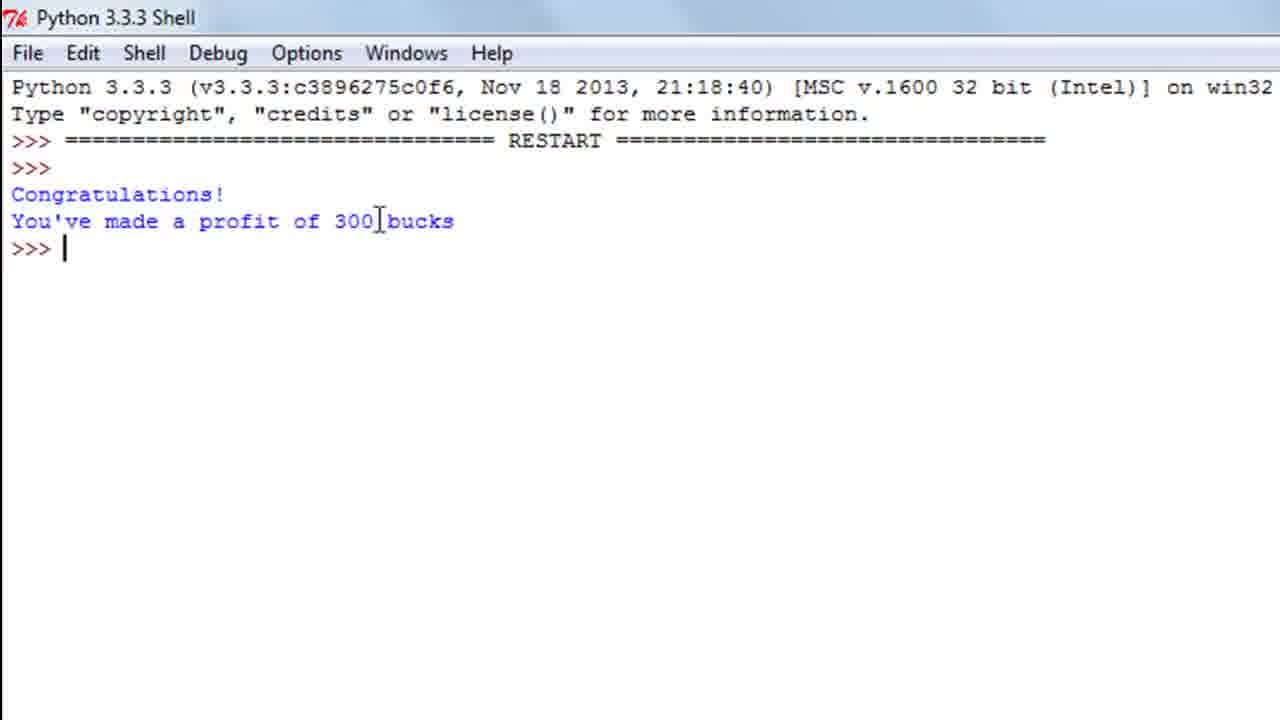 Python 3.3.3 Shell
File Edit Shell Debug Options Windows Help
Python 3.3.3 (v3.3.3:c3896275c0f6, Nov 18 2013, 21:18:40) [MSC v.1600 32 bit (Intel)] on win32
Type "copyright", "credits" or "license()" for more information.
>>> ================================ RESTART ================================
>>>
Congratulations!
You've made a profit of 300 bucks
>>>